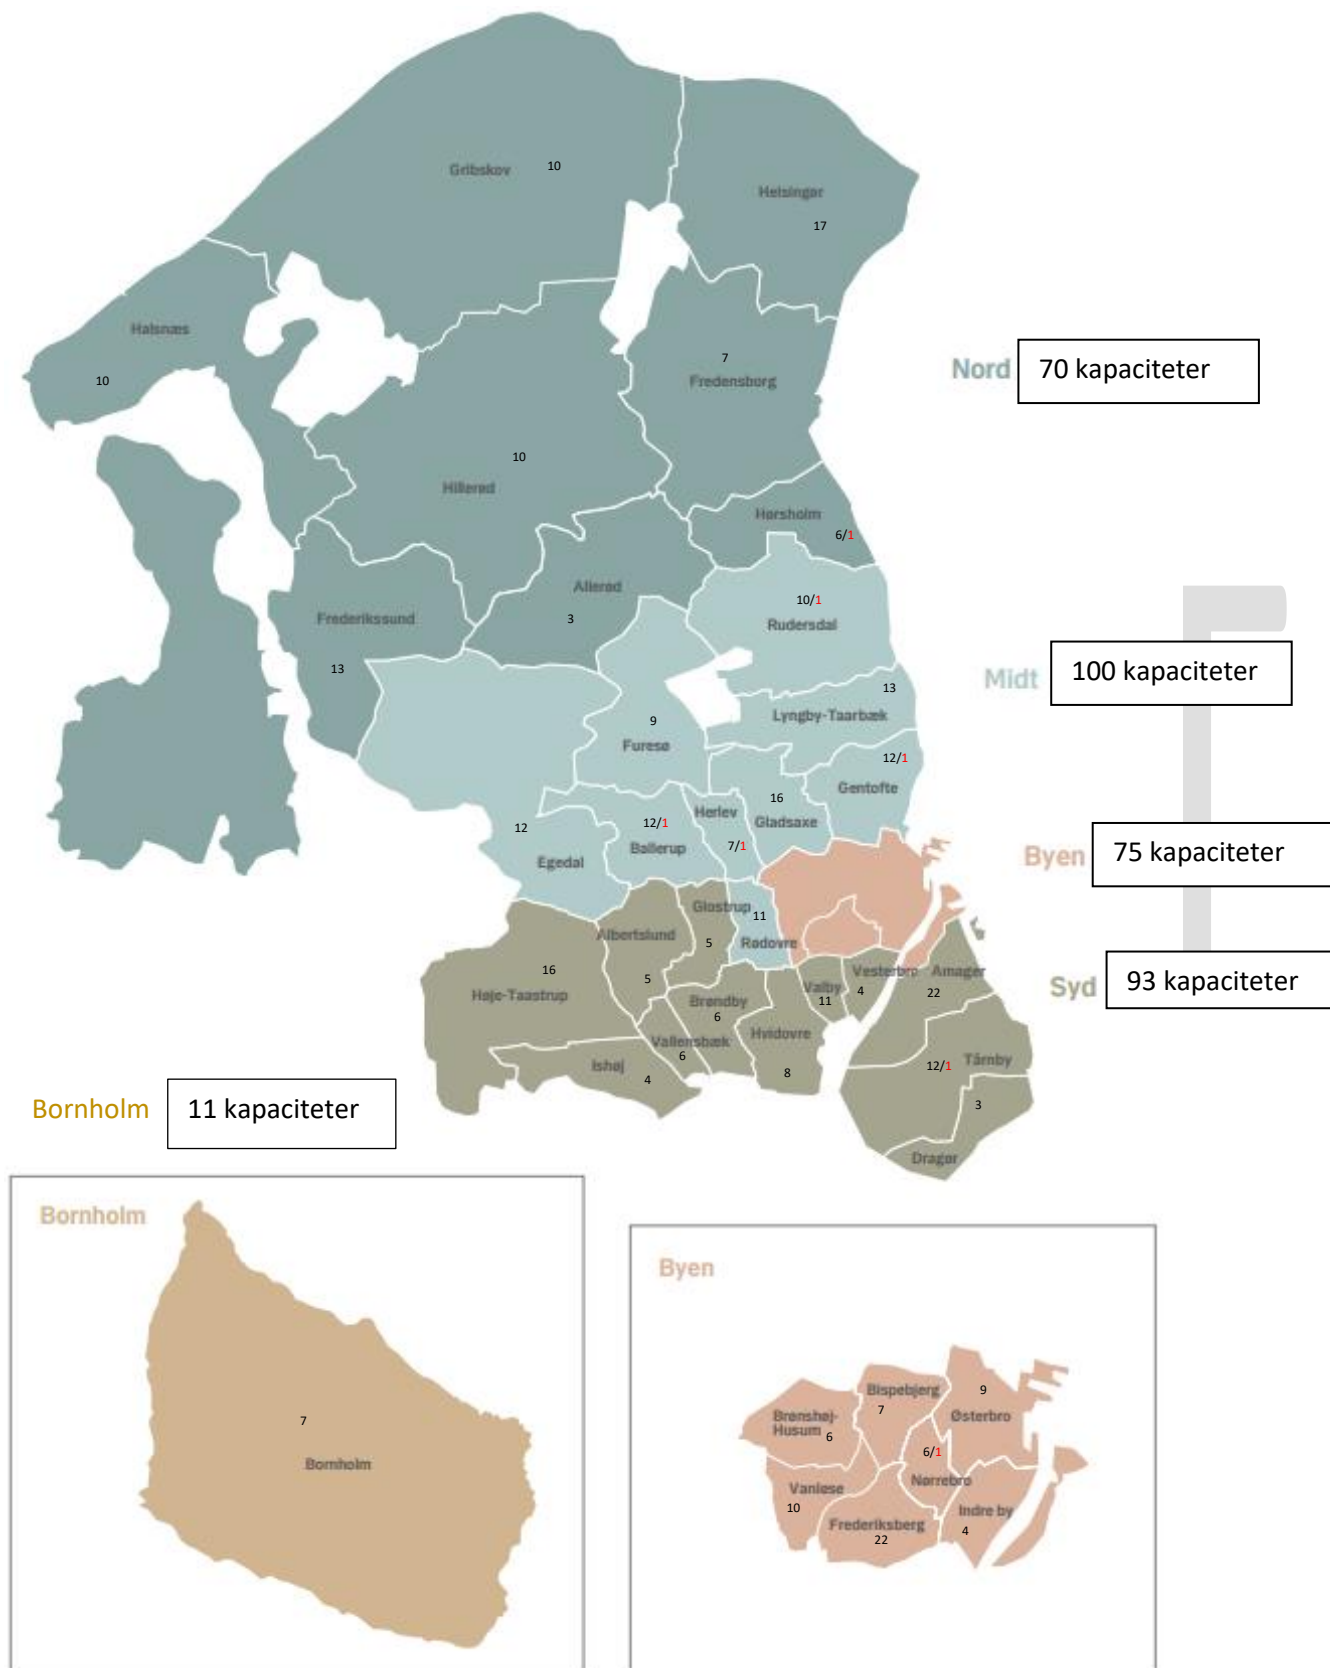 Gribskov 10
Helsingør
17
Halsnæs
10
7
Fredensborg
Nord 70 kapaciteter
10
Hillerød
Hørsholm
6/1
Allerød
3
10/1
Rudersdal
Frederikssund
13
Midt 100 kapaciteter
13
Lyngby-Taarbæk
9
Furesø
12/1
Gentofte
16
Gladsaxe
Herlev
7/1
12/1
Ballerup
12
Egedal
Byen 75 kapaciteter
Glostrup
5
11
Rødovre
Albertslund
5
16
Høje-Taastrup
Vesterbro
4
Amager
22
Valby
11
Syd 93 kapaciteter
Brøndby
6
Hvidovre
8
Vallensbæk
6
Ishøj
4
Tårnby
12/1
3
Dragør
Bornholm 11 kapaciteter
Bornholm
7
Bornholm
Byen
Bispebjerg
7
9
Østerbro
Brønshøj-
Husum 6
6/1
Nørrebro
Vanløse
10
Frederiksberg
22
Indre by
4